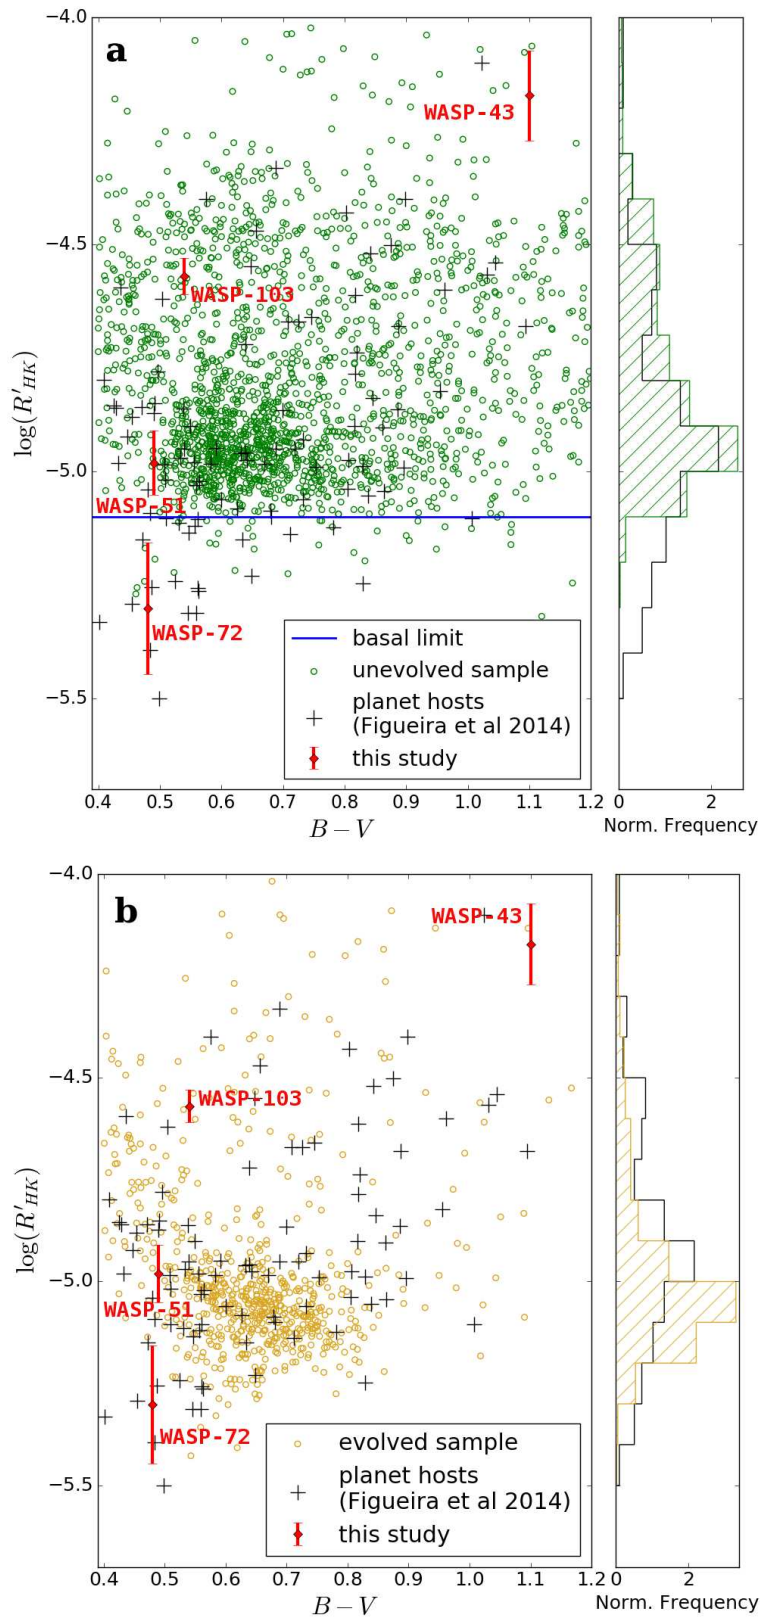 a
−4.0
−4.5
−5.0
−5.5
log(R′HK)
WASP-43
WASP-103
WASP-51
WASP-72
basal limit
unevolved sample
planet hosts
(Figueira et al 2014)
this study
0.4 0.5 0.6 0.7 0.8 0.9 1.0 1.1 1.2
B − V
0 2
Norm. Frequency
b
−4.0
−4.5
−5.0
−5.5
log(R′HK)
WASP-43
WASP-103
WASP-51
WASP-72
evolved sample
planet hosts
(Figueira et al 2014)
this study
0.4 0.5 0.6 0.7 0.8 0.9 1.0 1.1 1.2
B − V
0 2
Norm. Frequency